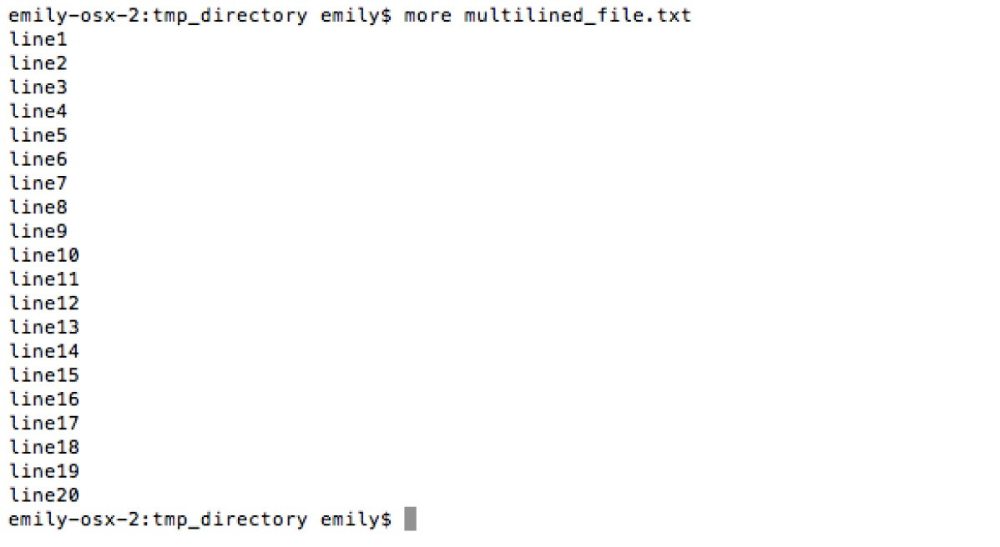 emily-osx-2:tmp_directory emily$ more multilined_file.txt
line1
line2
line3
line4
line5
line6
line7
line8
line9
line10
line11
line12
line13
line14
line15
line16
line17
line18
line19
line20
emily-osx-2:tmp_directory emily$